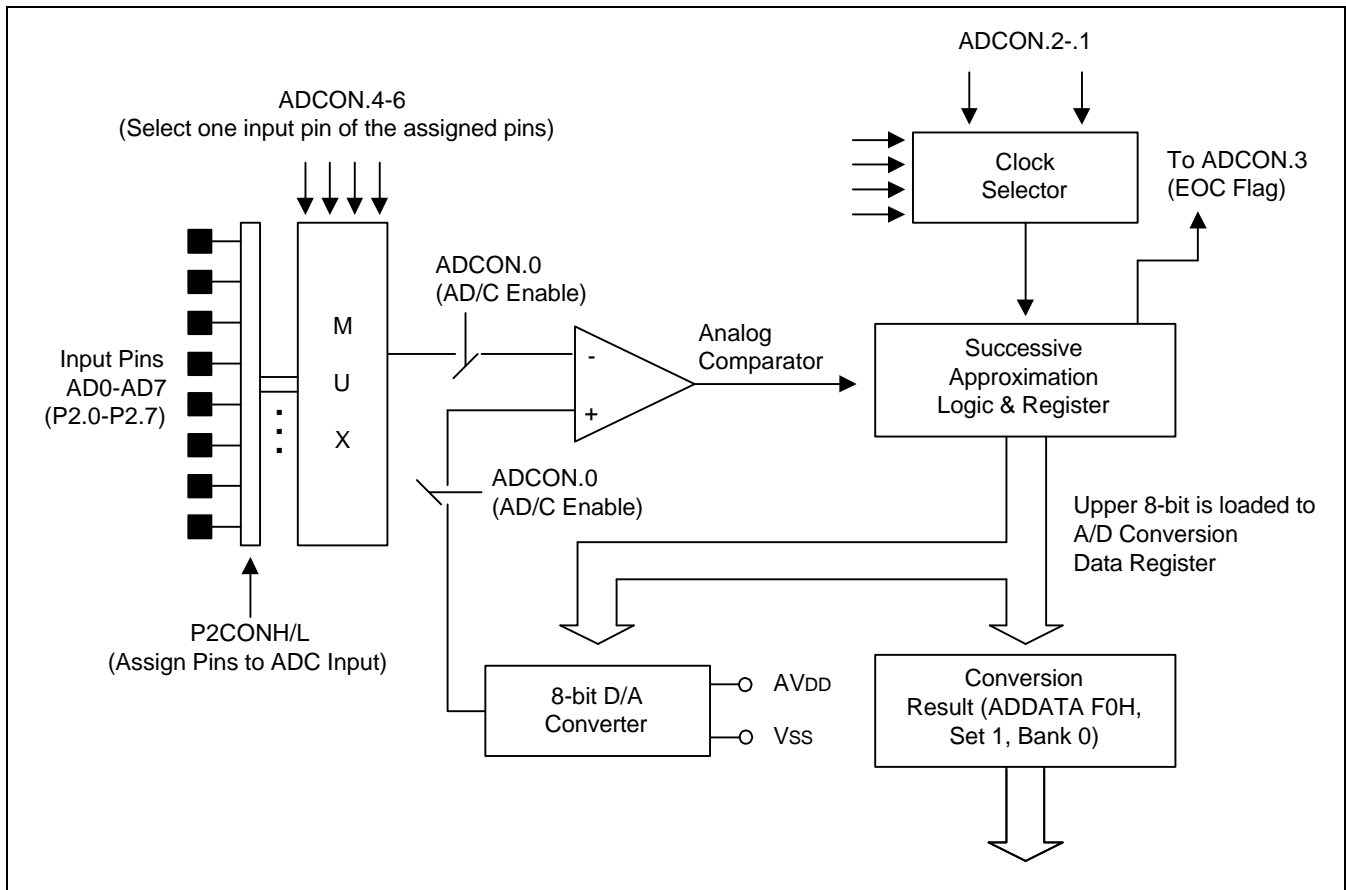 ADCON.2-.1
ADCON.4-6
(Select one input pin of the assigned pins)
Clock
Selector
To ADCON.3
(EOC Flag)
ADCON.0
(AD/C Enable)
M
U
X
Input Pins
AD0-AD7
(P2.0-P2.7)
-
+
Analog
Comparator
Successive
Approximation
Logic & Register
ADCON.0
(AD/C Enable)
Upper 8-bit is loaded to
A/D Conversion
Data Register
P2CONH/L
(Assign Pins to ADC Input)
8-bit D/A
Converter
AVDD
VSS
Conversion
Result (ADDATA F0H,
Set 1, Bank 0)